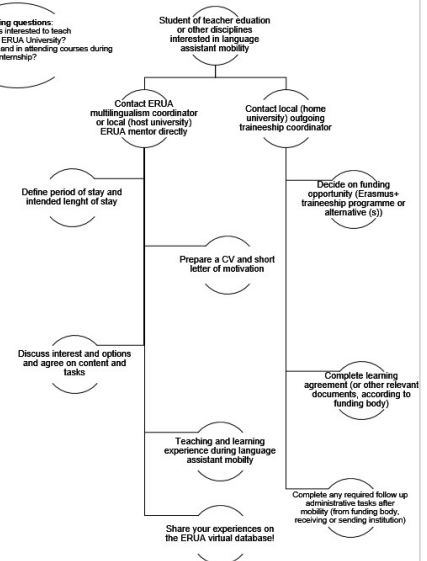 ing questions:
s interested to teach
ERUA University?
and in attending courses during
nternship?
Student of teacher eduation
or other disciplines
interested in language
assistant mobility
Contact ERUA
multilingualism coordinator
or local (host university)
ERUA mentor directly
Contact local (home
university) outgoing
traineeship coordinator
Define period of stay and
intended lenght of stay
Decide on funding
opportunity (Erasmus+
traineeship programme or
alternative (s))
Prepare a CV and short
letter of motivation
Discuss interest and options
and agree on content and
tasks
Complete learning
agreement (or other relevant
documents, according to
funding body)
Teaching and learning
experience during language
assistant mobilty
Complete any required follow up
administrative tasks after
mobility (from funding body,
receiving or sending institution)
Share your experiences on
the ERUA virtual database!